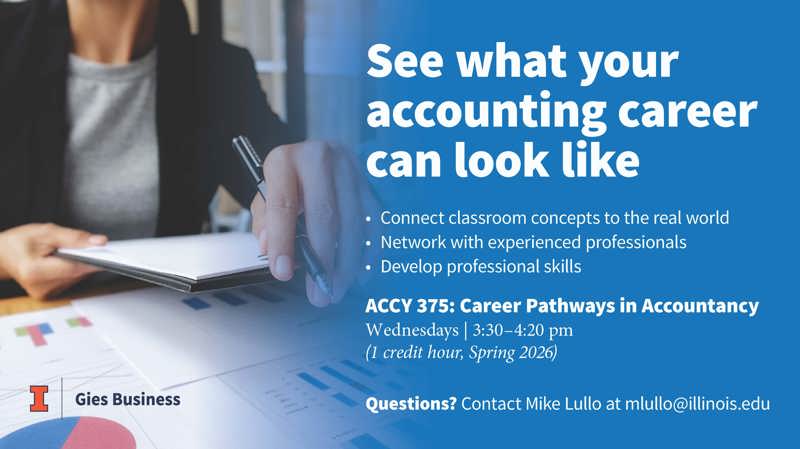 See what your
accounting career
can look like
• Connect classroom concepts to the real world
• Network with experienced professionals
• Develop professional skills
ACCY 375: Career Pathways in Accountancy
Wednesdays | 3:30–4:20 pm
(1 credit hour, Spring 2026)
I | Gies Business
Questions? Contact Mike Lullo at mlullo@illinois.edu